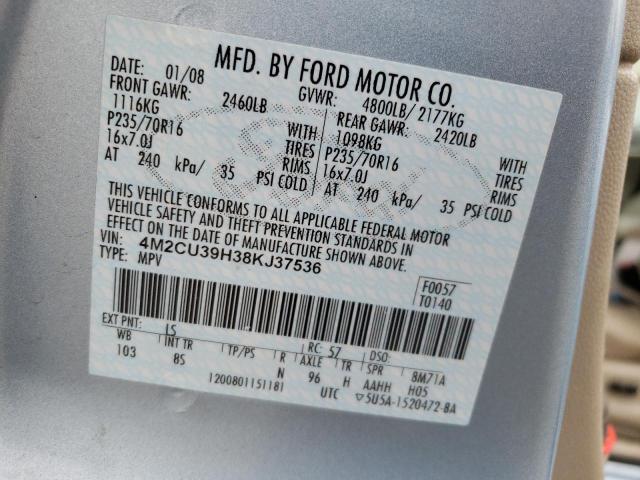 MFD. BY FORD MOTOR CO.
01/08 GVWR: 4800LB/ 2177KG
FRONT GAWR: 2460LB REAR GAWR: 2420LB
1116KG WITH 1098KG WITH
P235/70R16 TIRES P235/70R16 TIRES
16x7.0J RIMS 16x7.0J RIMS
AT 240 kPa/ 35 PSI COLD AT 240 kPa/ 35 PSI COLD
THIS VEHICLE CONFORMS TO ALL APPLICABLE FEDERAL MOTOR
VEHICLE SAFETY AND THEFT PREVENTION STANDARDS IN
EFFECT ON THE DATE OF MANUFACTURE SHOWN ABOVE.
VIN: 4M2CU39H38KJ37536
TYPE: MPV
F0057
T0140
EXT PNT: IS RC: 57 DSO:
WB INT TR TP/PS R AXLE TR SPR 8M71A
103 8S N 96 H AAHH H05
1200801151181 UTC ▽5U5A-1520472-BA